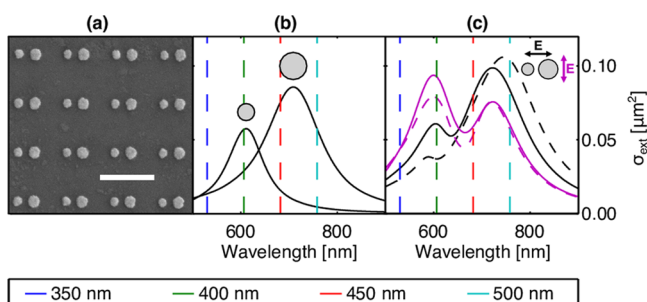 (a)
(b)
(c)
E
E
0.10
0.05
0.00
σext [μm²]
600
800
600
800
Wavelength [nm]
Wavelength [nm]
350 nm
400 nm
450 nm
500 nm